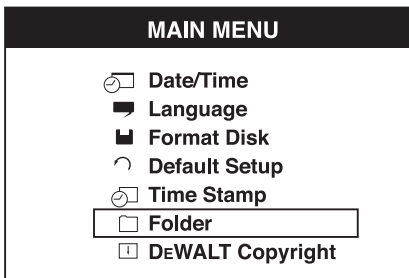 MAIN MENU
Date/Time
Language
Format Disk
Default Setup
Time Stamp
Folder
DEWALT Copyright